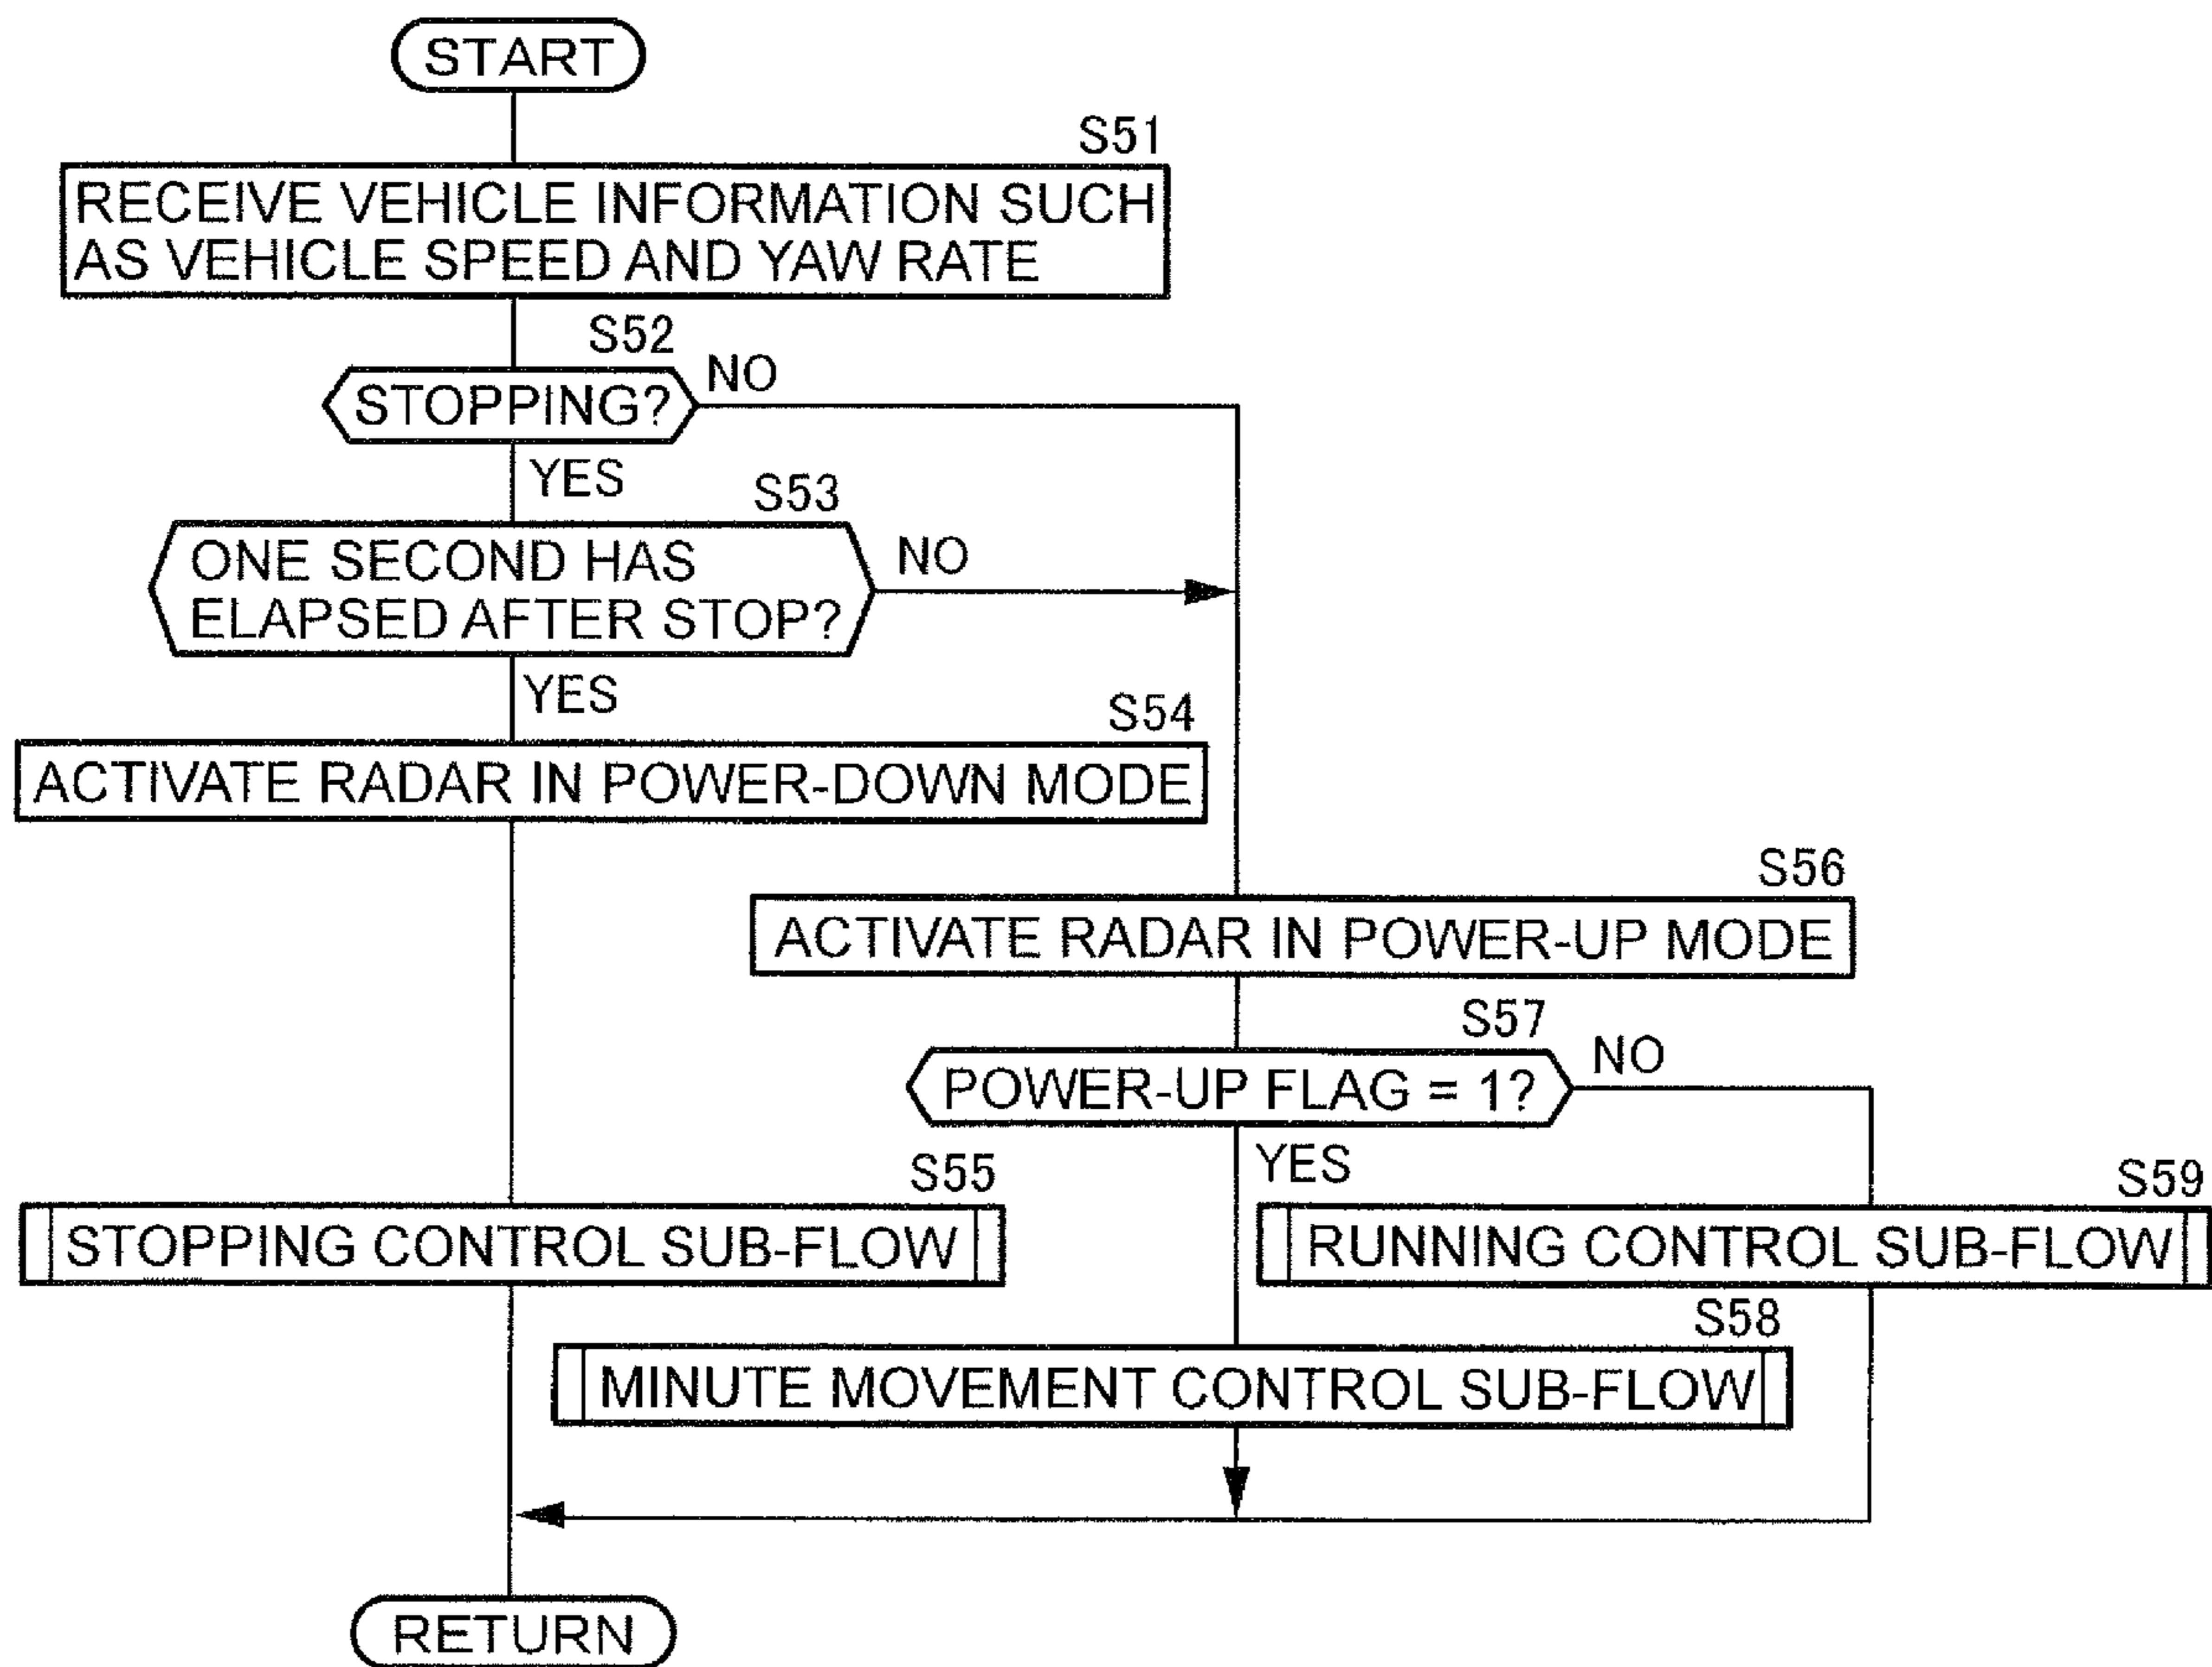 START
S51
RECEIVE VEHICLE INFORMATION SUCH
AS VEHICLE SPEED AND YAW RATE
S52
STOPPING?
NO
YES
S53
ONE SECOND HAS
ELAPSED AFTER STOP?
NO
YES
S54
ACTIVATE RADAR IN POWER-DOWN MODE
S56
ACTIVATE RADAR IN POWER-UP MODE
S57
POWER-UP FLAG = 1?
NO
YES
S55
STOPPING CONTROL SUB-FLOW
S59
RUNNING CONTROL SUB-FLOW
S58
MINUTE MOVEMENT CONTROL SUB-FLOW
RETURN